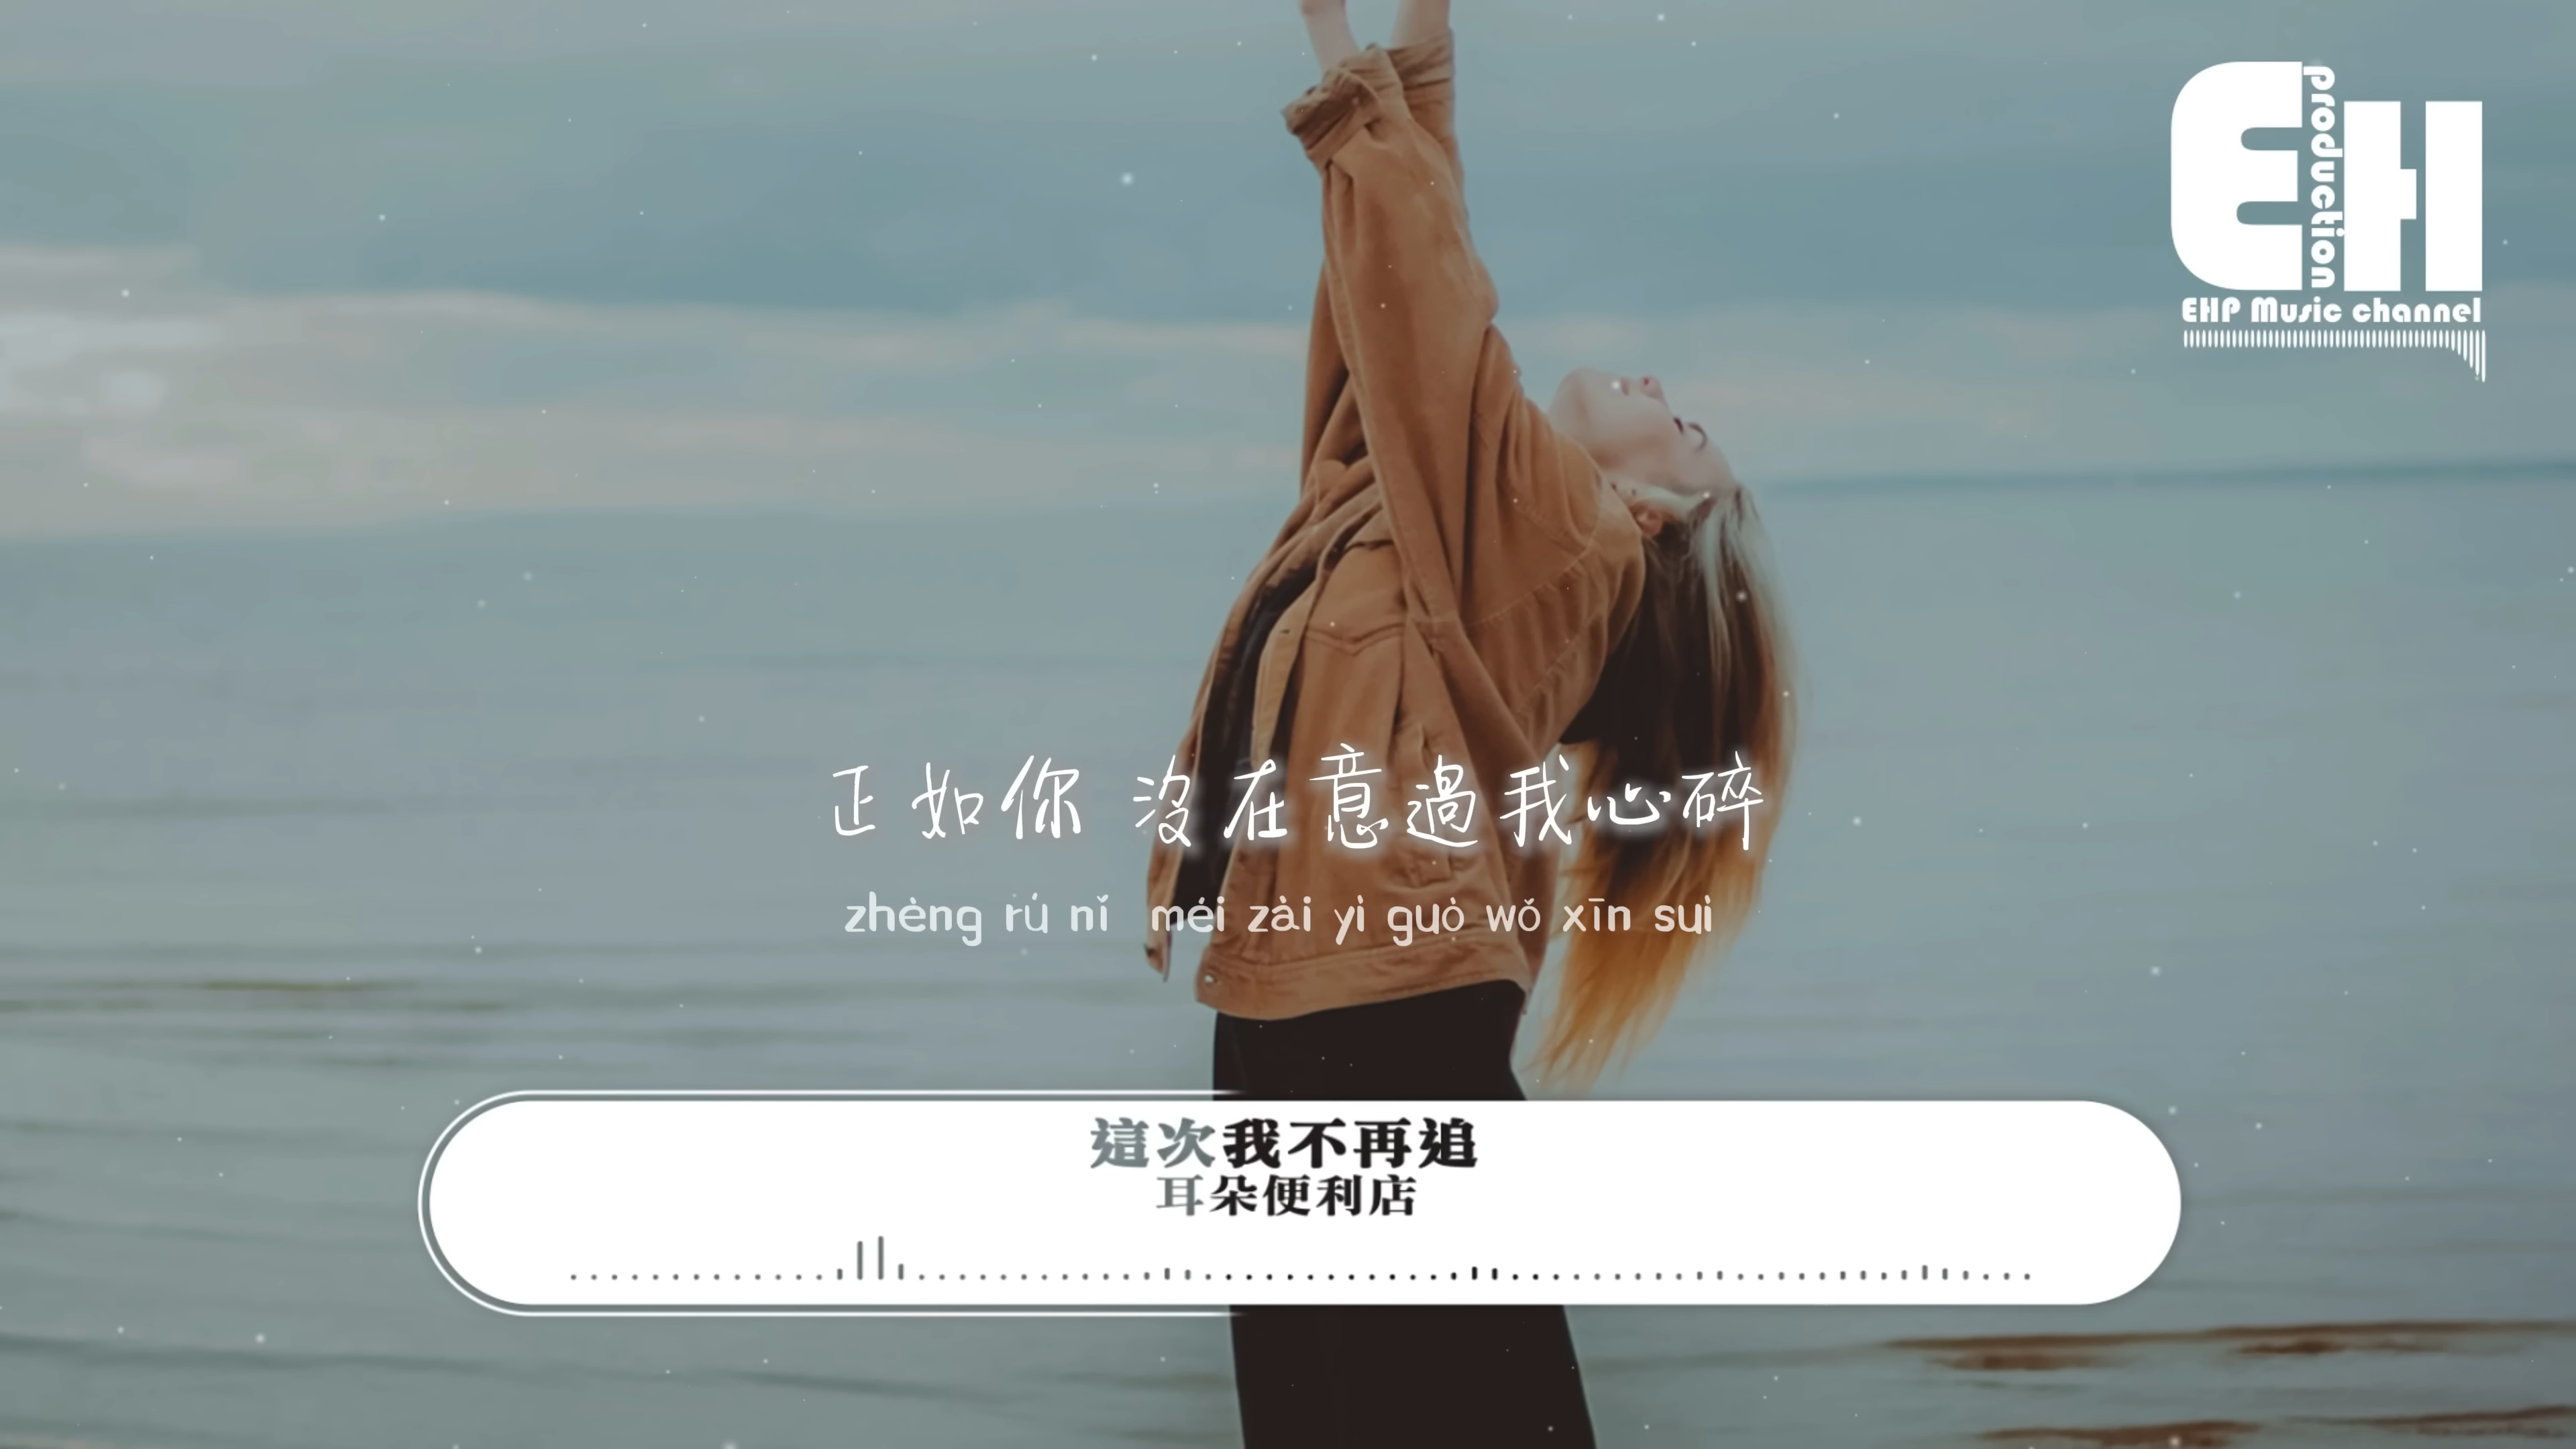 EH
production
EHP Music channel
正如你 沒在意過我心碎
zhèng rú nǐ méi zài yì guò wǒ xīn suì
這次我不再追
耳朵便利店